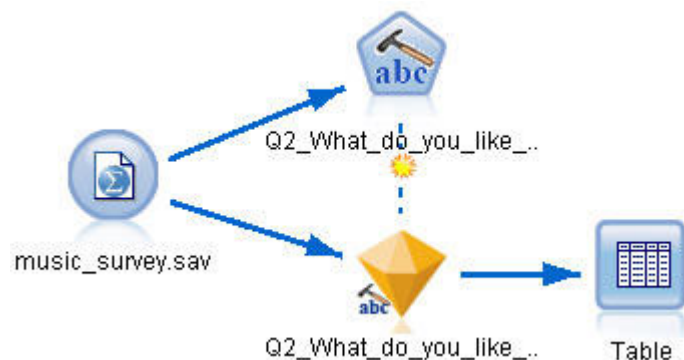 abc
Q2_What_do_you_like_..
music_survey.sav
abc
Q2_What_do_you_like_..
Table